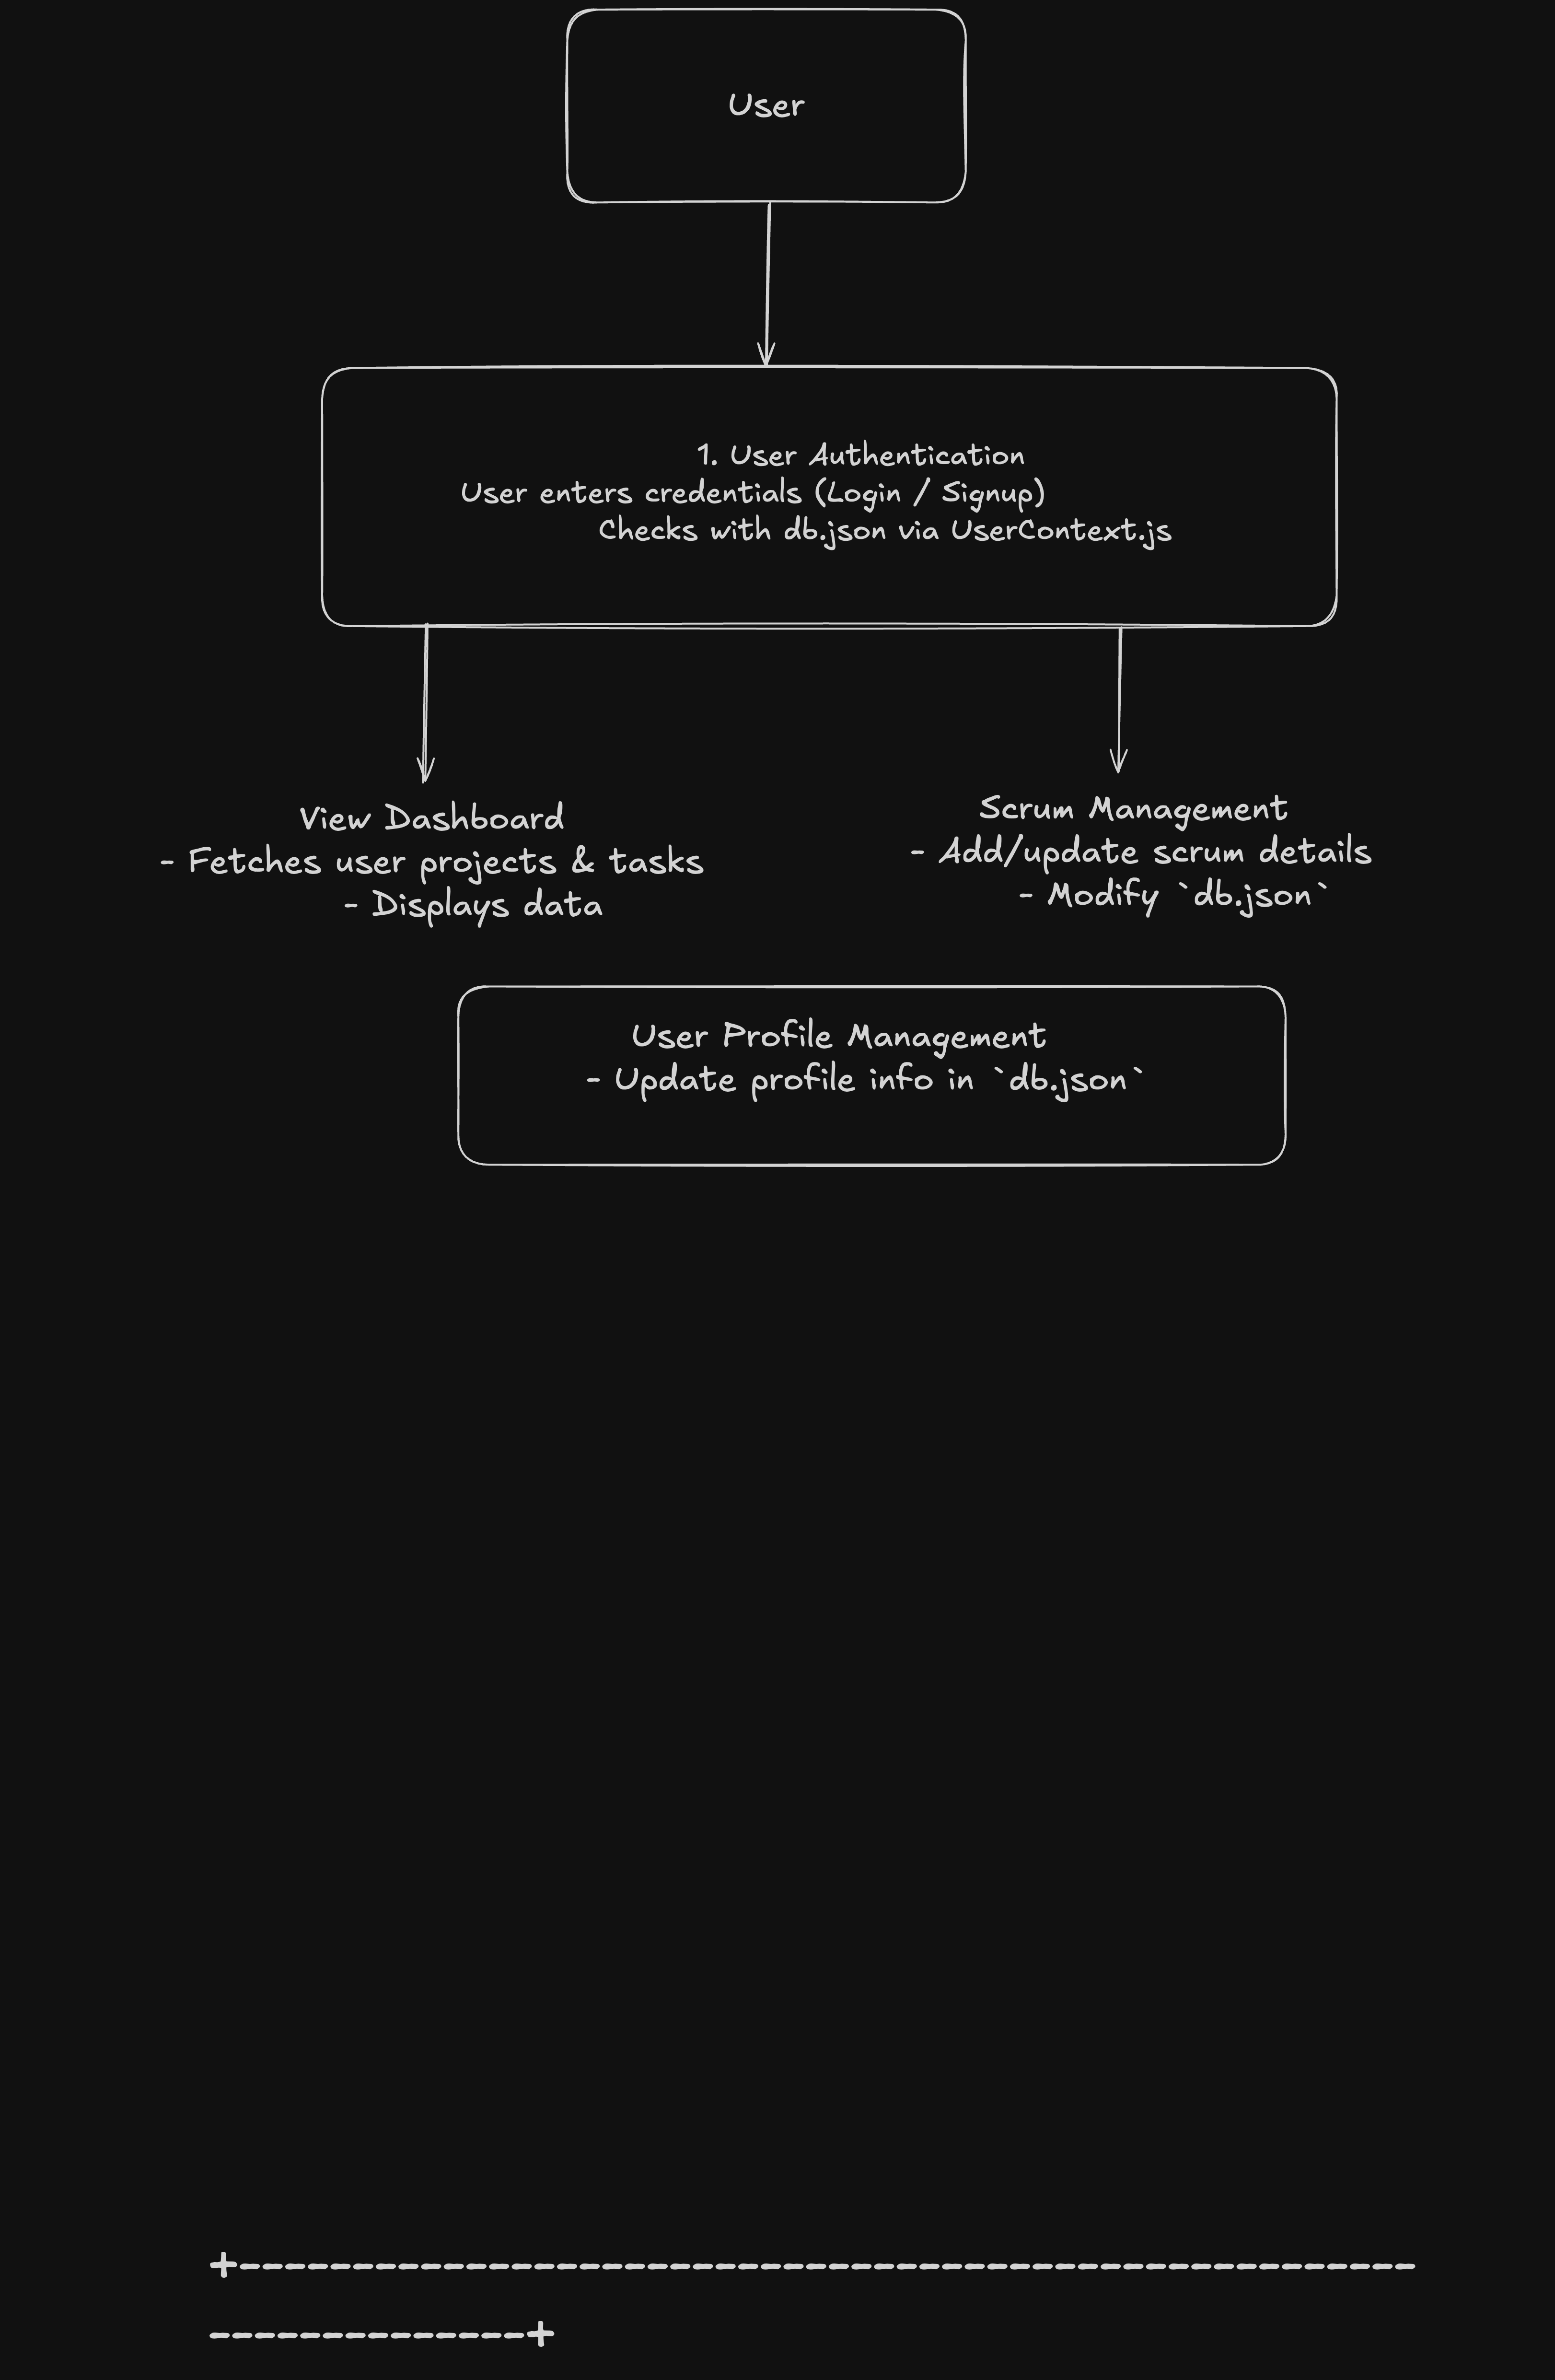 User
1. User Authentication
User enters credentials (Login / Signup)
Checks with db.json via UserContext.js
View Dashboard
- Fetches user projects & tasks
- Displays data
Scrum Management
- Add/update scrum details
- Modify `db.json`
User Profile Management
- Update profile info in `db.json`
+----------------------------------------------------
--------------+